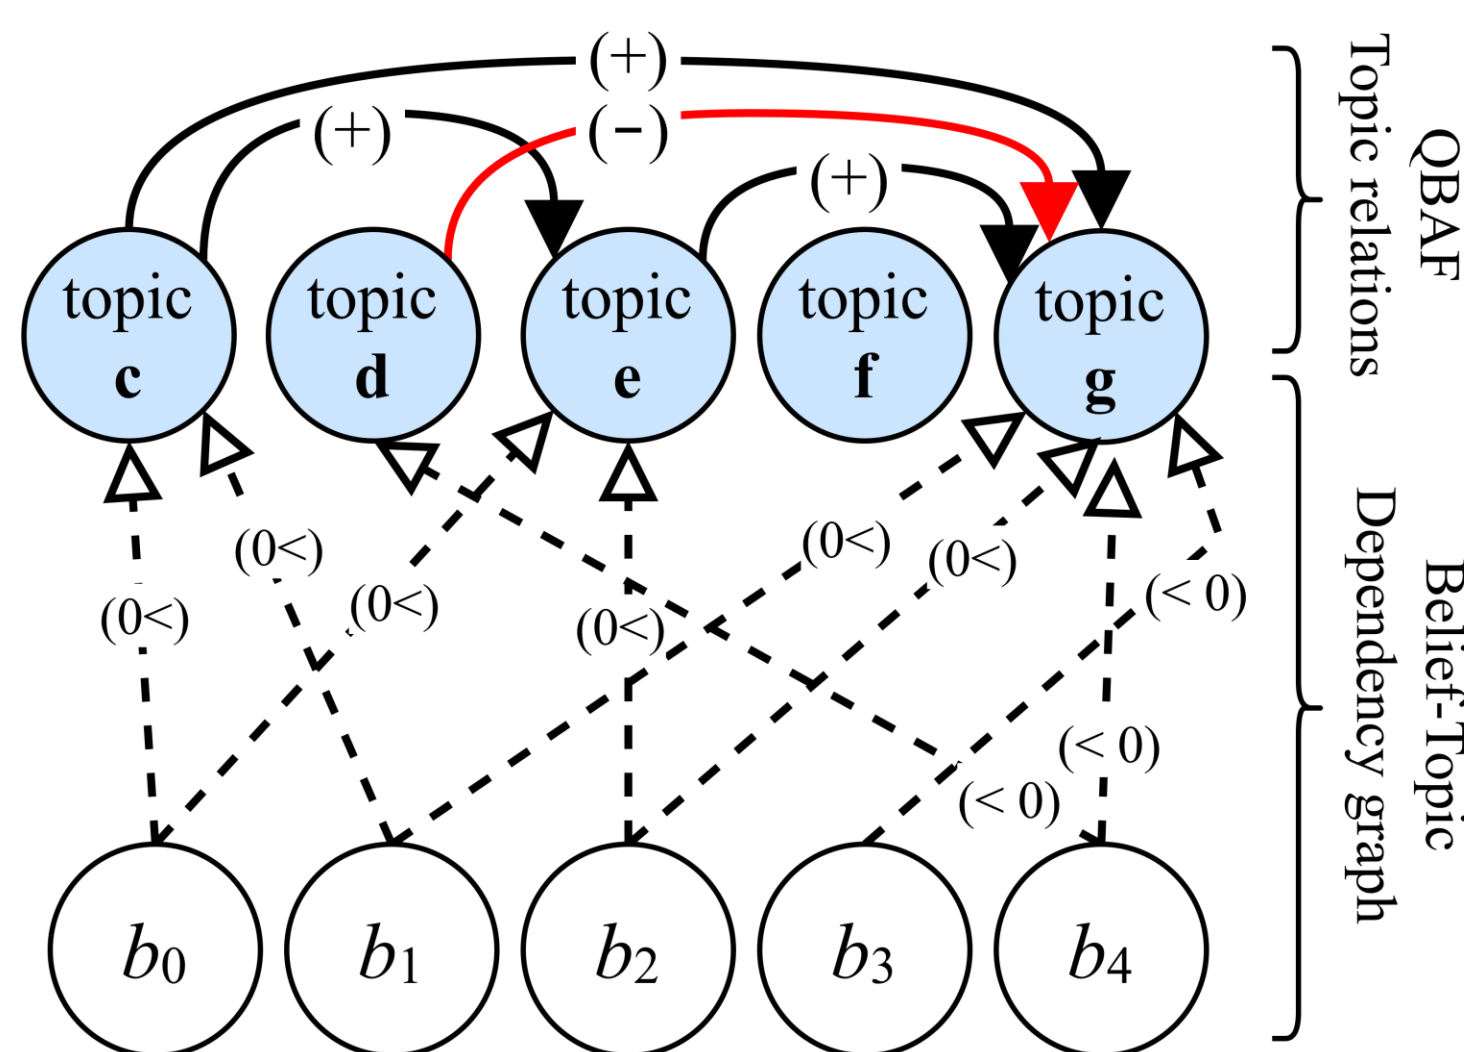 (+)
(+)
(−)
(+)
topic
c
topic
d
topic
e
topic
f
topic
g
QBAF
Topic relations
(0<)
(0<)
(0<)
(0<)
(0<)
(0<)
(< 0)
(< 0)
(< 0)
Belief-Topic
Dependency graph
b0
b1
b2
b3
b4